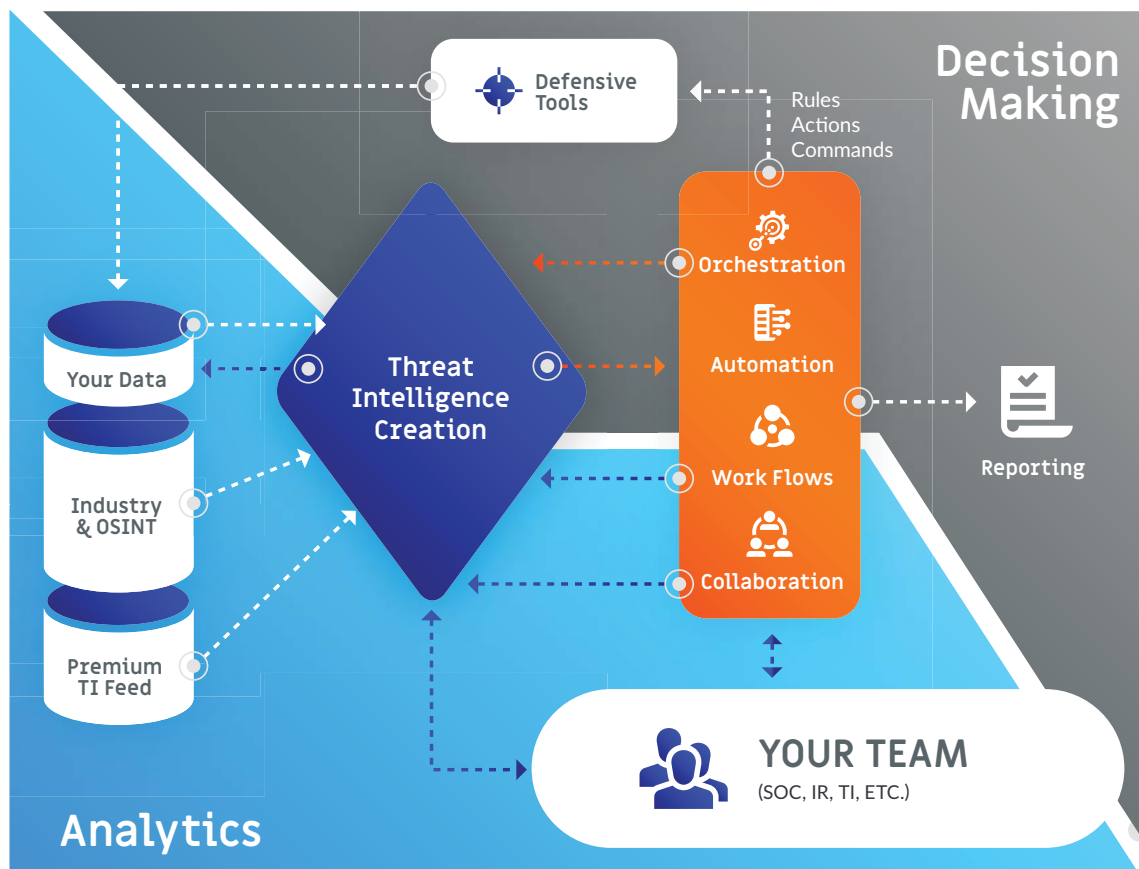 Decision
Making
Defensive
Tools
Rules
Actions
Commands
Orchestration
Automation
Work Flows
Collaboration
Threat
Intelligence
Creation
Your Data
Industry
& OSINT
Premium
TI Feed
Reporting
YOUR TEAM
(SOC, IR, TI, ETC.)
Analytics